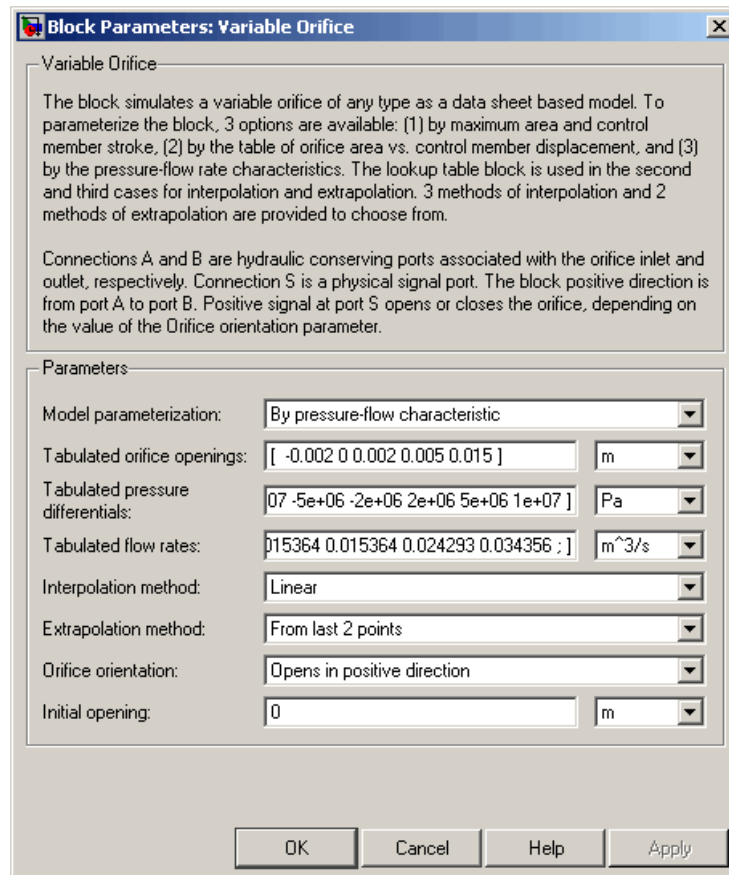 Block Parameters: Variable Orifice
Variable Orifice
The block simulates a variable orifice of any type as a data sheet based model. To
parameterize the block, 3 options are available: (1) by maximum area and control
member stroke, (2) by the table of orifice area vs. control member displacement, and (3)
by the pressure-flow rate characteristics. The lookup table block is used in the second
and third cases for interpolation and extrapolation. 3 methods of interpolation and 2
methods of extrapolation are provided to choose from.
Connections A and B are hydraulic conserving ports associated with the orifice inlet and
outlet, respectively. Connection S is a physical signal port. The block positive direction is
from port A to port B. Positive signal at port S opens or closes the orifice, depending on
the value of the Orifice orientation parameter.
Parameters
Model parameterization: By pressure-flow characteristic
Tabulated orifice openings: [ -0.002 0 0.002 0.005 0.015 ] m
Tabulated pressure
differentials: 07 -5e+06 -2e+06 2e+06 5e+06 1e+07 ] Pa
Tabulated flow rates: 015364 0.015364 0.024293 0.034356 ; ] m^3/s
Interpolation method: Linear
Extrapolation method: From last 2 points
Orifice orientation: Opens in positive direction
Initial opening: 0 m
OK Cancel Help Apply